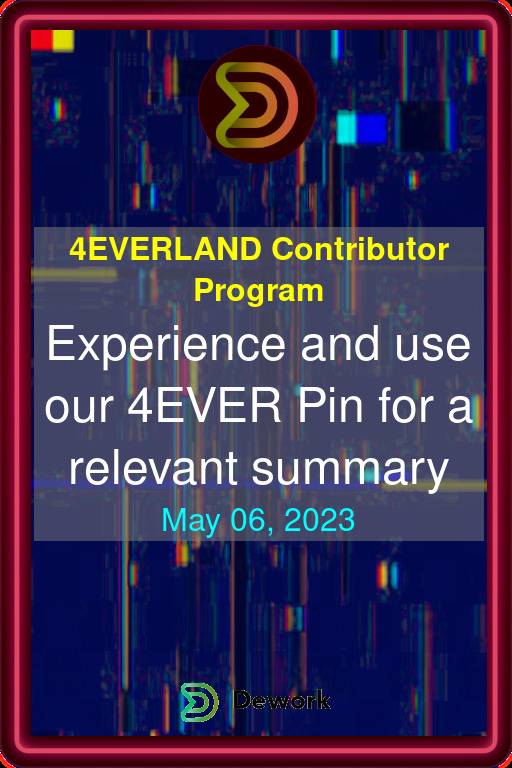 4EVERLAND Contributor
Program
Experience and use
our 4EVER Pin for a
relevant summary
May 06, 2023
Dework